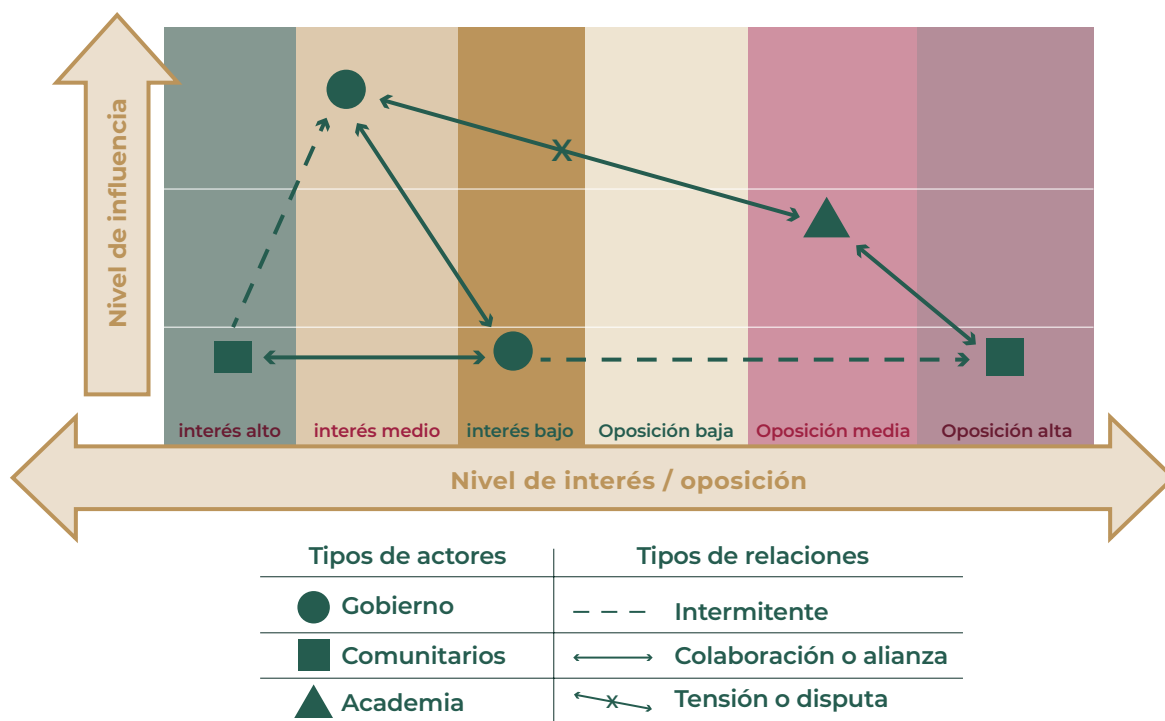 Nivel de influencia
X
interés alto
interés medio
interés bajo
Oposición baja
Oposición media
Oposición alta
Nivel de interés / oposición
Tipos de actores
Tipos de relaciones
Gobierno
Intermitente
Comunitarios
Colaboración o alianza
Academia
x
Tensión o disputa